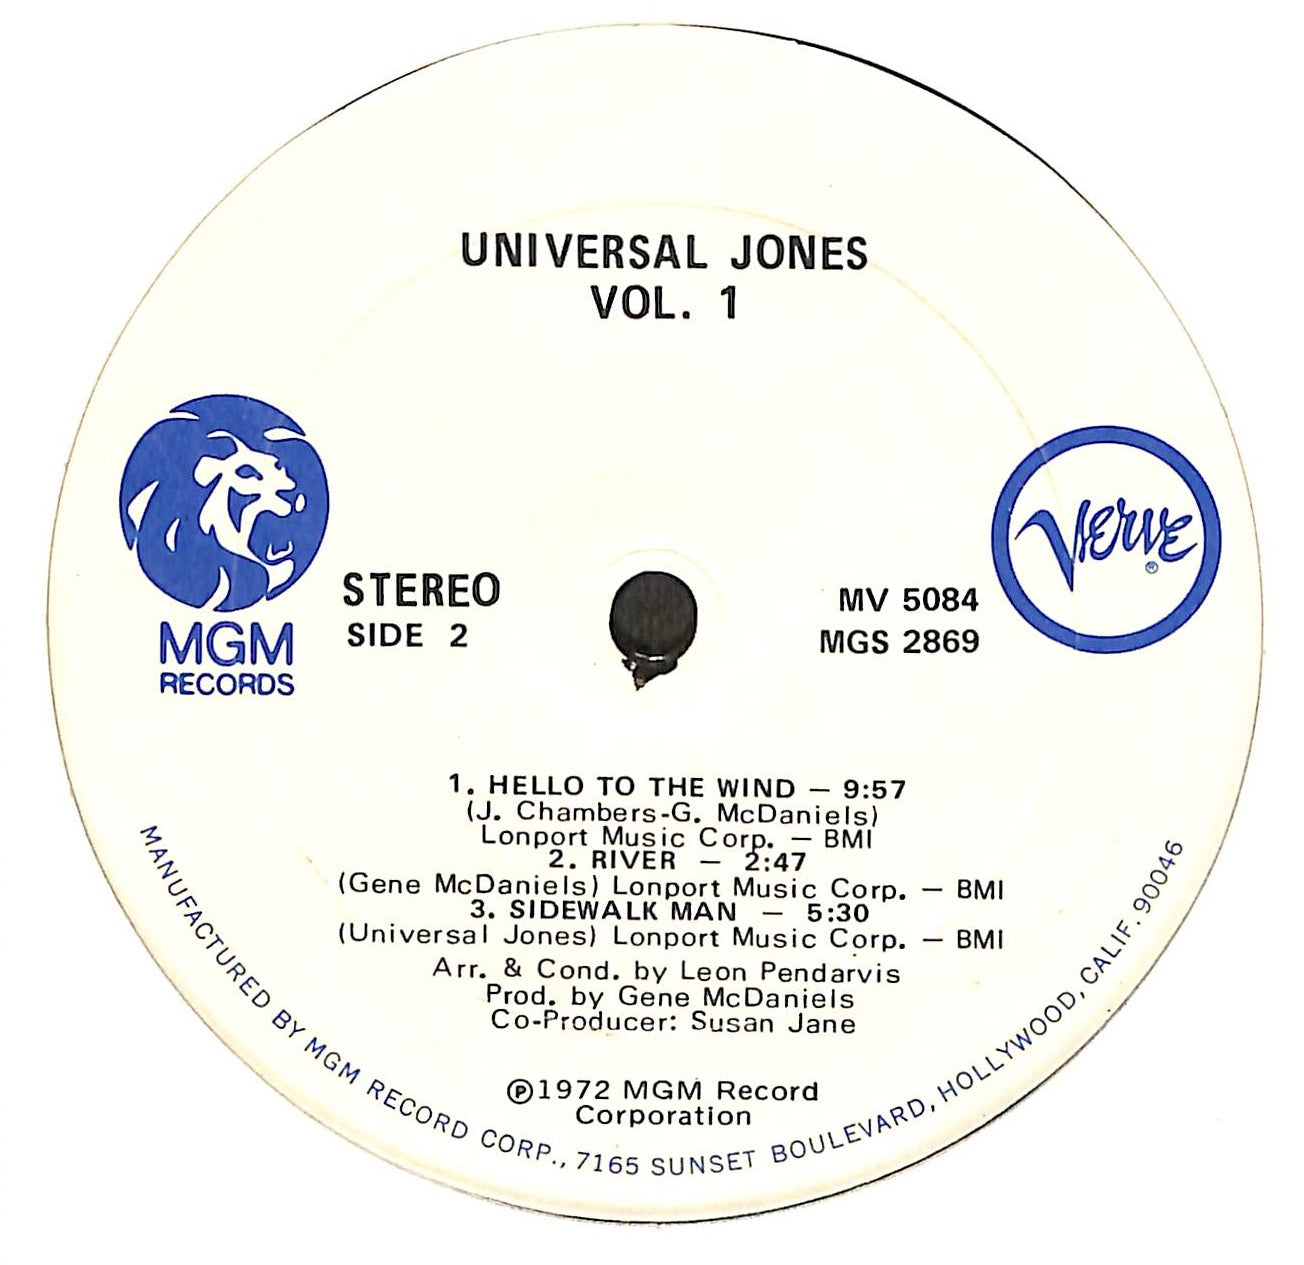 UNIVERSAL JONES
VOL. 1
MGM
RECORDS
STEREO
SIDE 2
MV 5084
MGS 2869
Verve
®
1. HELLO TO THE WIND — 9:57
(J. Chambers-G. McDaniels)
Lonport Music Corp. — BMI
2. RIVER — 2:47
(Gene McDaniels) Lonport Music Corp. — BMI
3. SIDEWALK MAN — 5:30
(Universal Jones) Lonport Music Corp. — BMI
Arr. & Cond. by Leon Pendarvis
Prod. by Gene McDaniels
Co-Producer: Susan Jane
℗1972 MGM Record
Corporation
MANUFACTURED BY MGM RECORD CORP., 7165 SUNSET BOULEVARD, HOLLYWOOD, CALIF. 90046